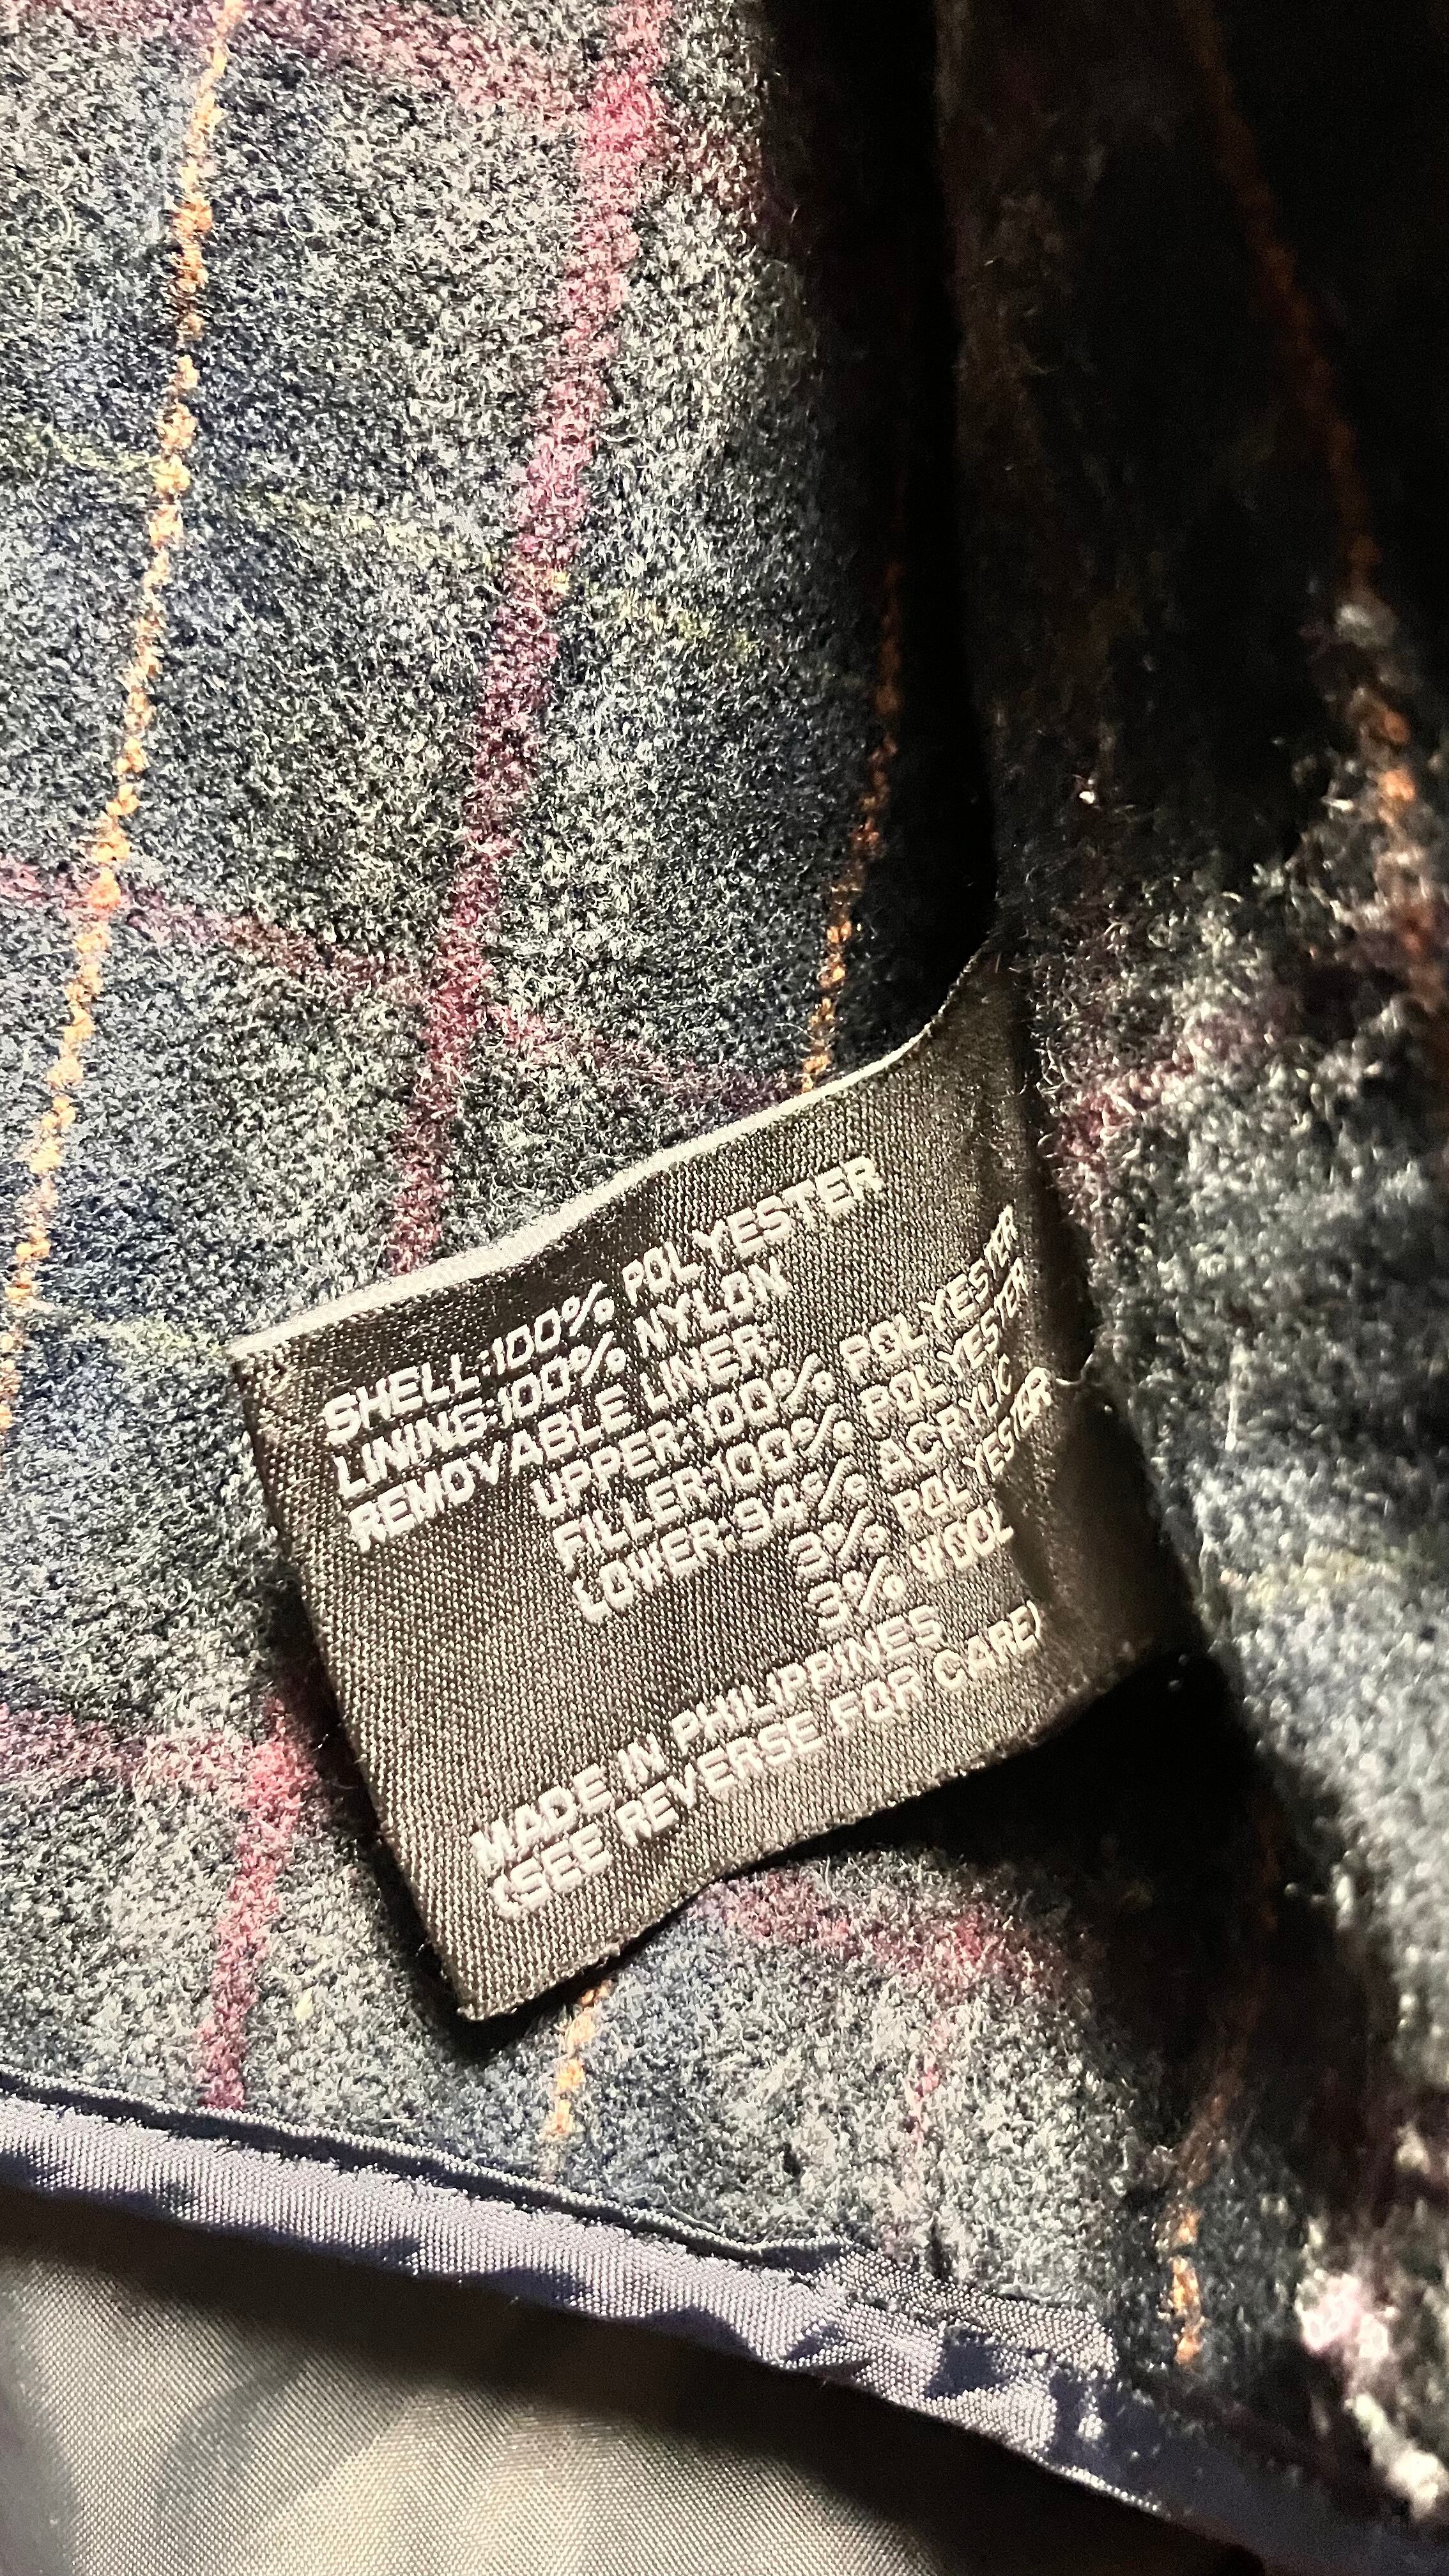 SHELL:100% POLYESTER
LINING:100% NYLON
REMOVABLE LINER:
UPPER:100% POLYESTER
FILLER:100% POLYESTER
LOWER:94% ACRYLIC
3% POLYESTER
3% WOOL
MADE IN PHILIPPINES
(SEE REVERSE FOR CARE)